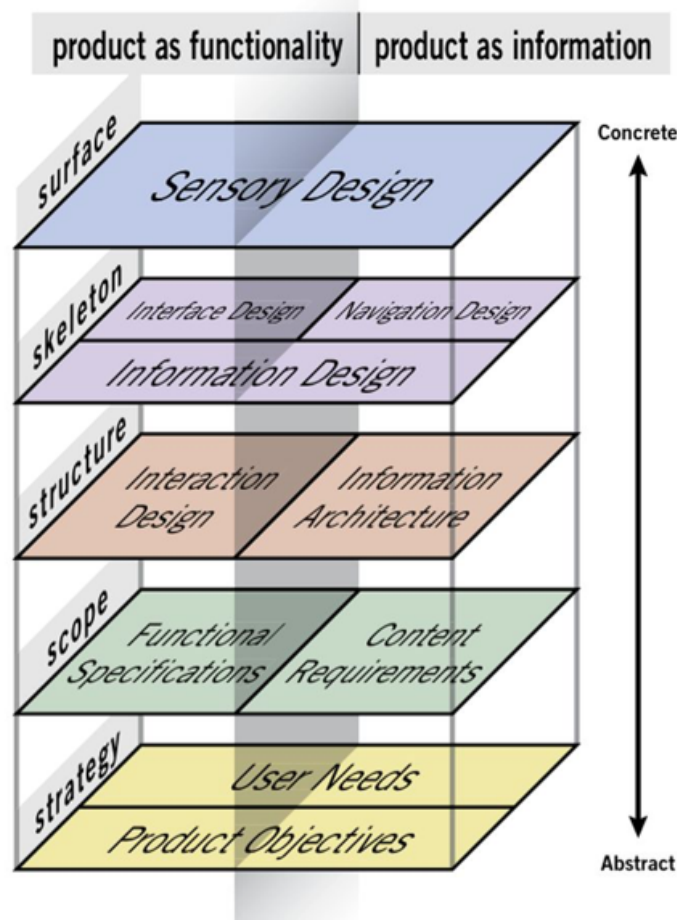 product as functionality
product as information
Concrete
surface
Sensory Design
skeleton
Interface Design
Navigation Design
Information Design
structure
Interaction
Design
Information
Architecture
scope
Functional
Specifications
Content
Requirements
strategy
User Needs
Product Objectives
Abstract